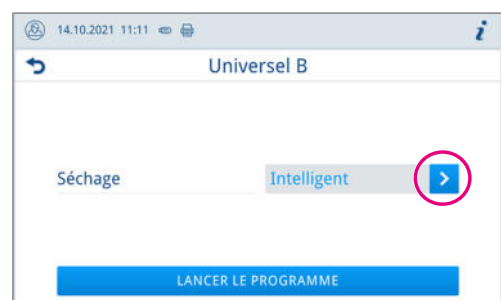 14.10.2021 11:11 i
Universel B
Séchage Intelligent >
LANCER LE PROGRAMME